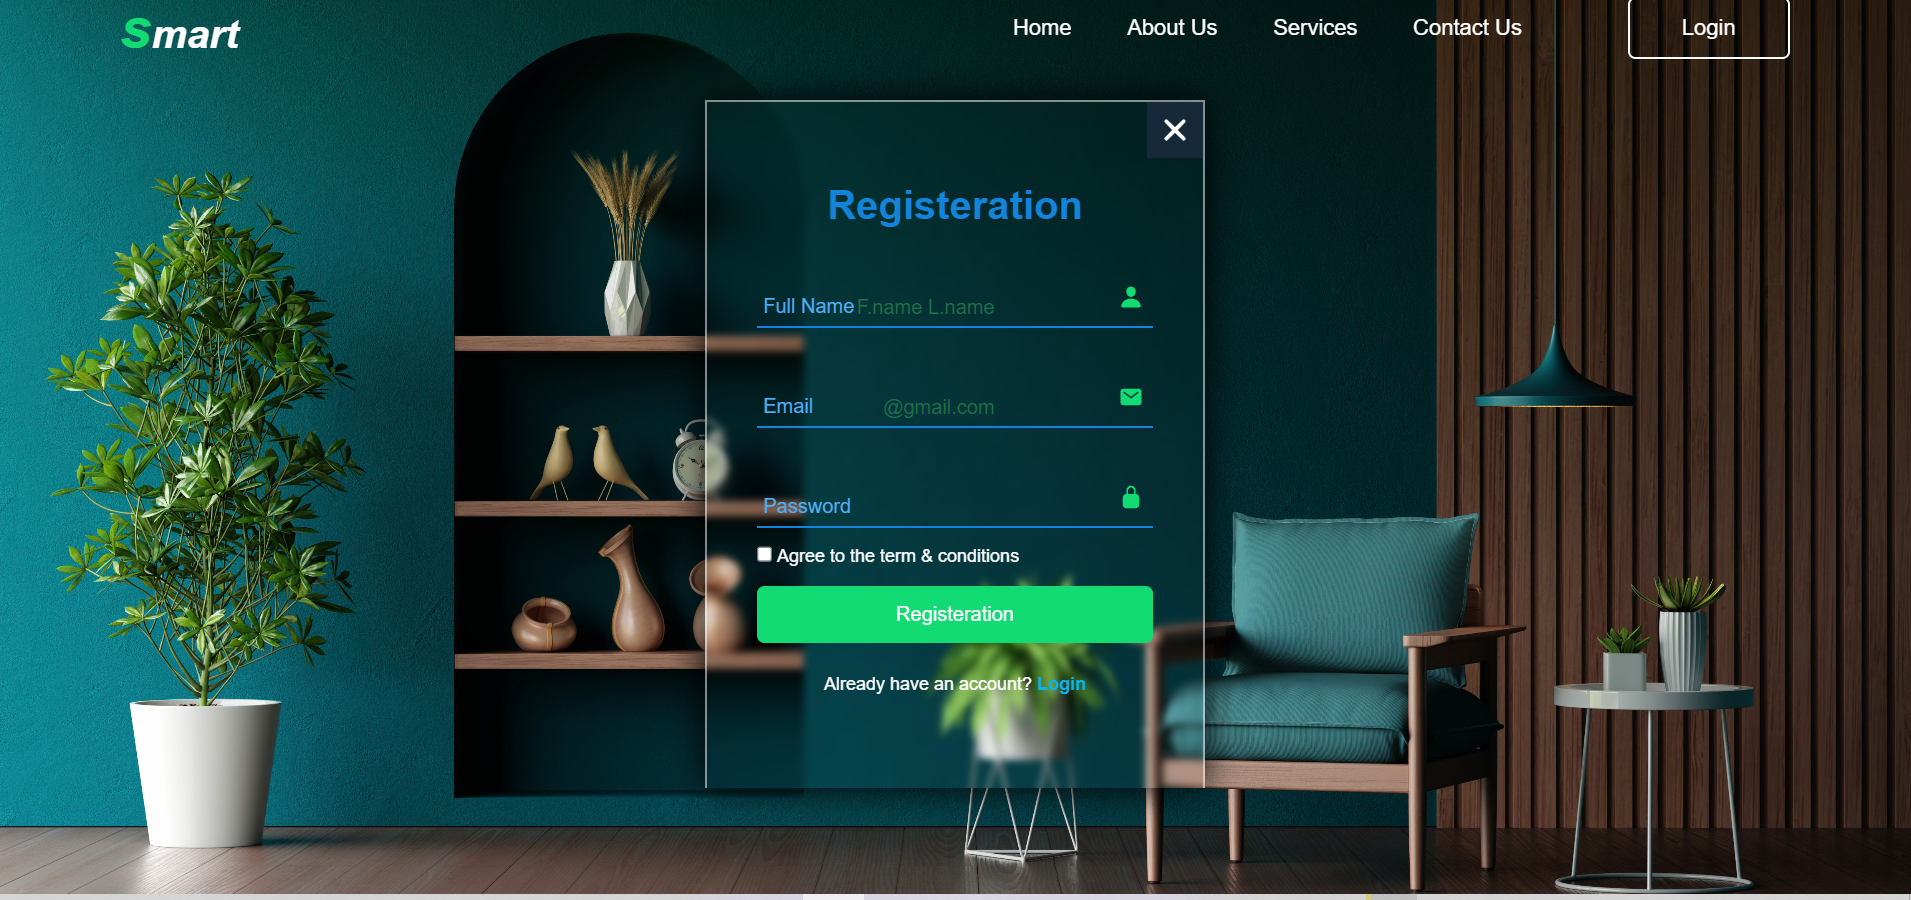 Smart
Home About Us Services Contact Us Login
Registeration
Full Name F.name L.name
Email @gmail.com
Password
Agree to the term & conditions
Registeration
Already have an account? Login